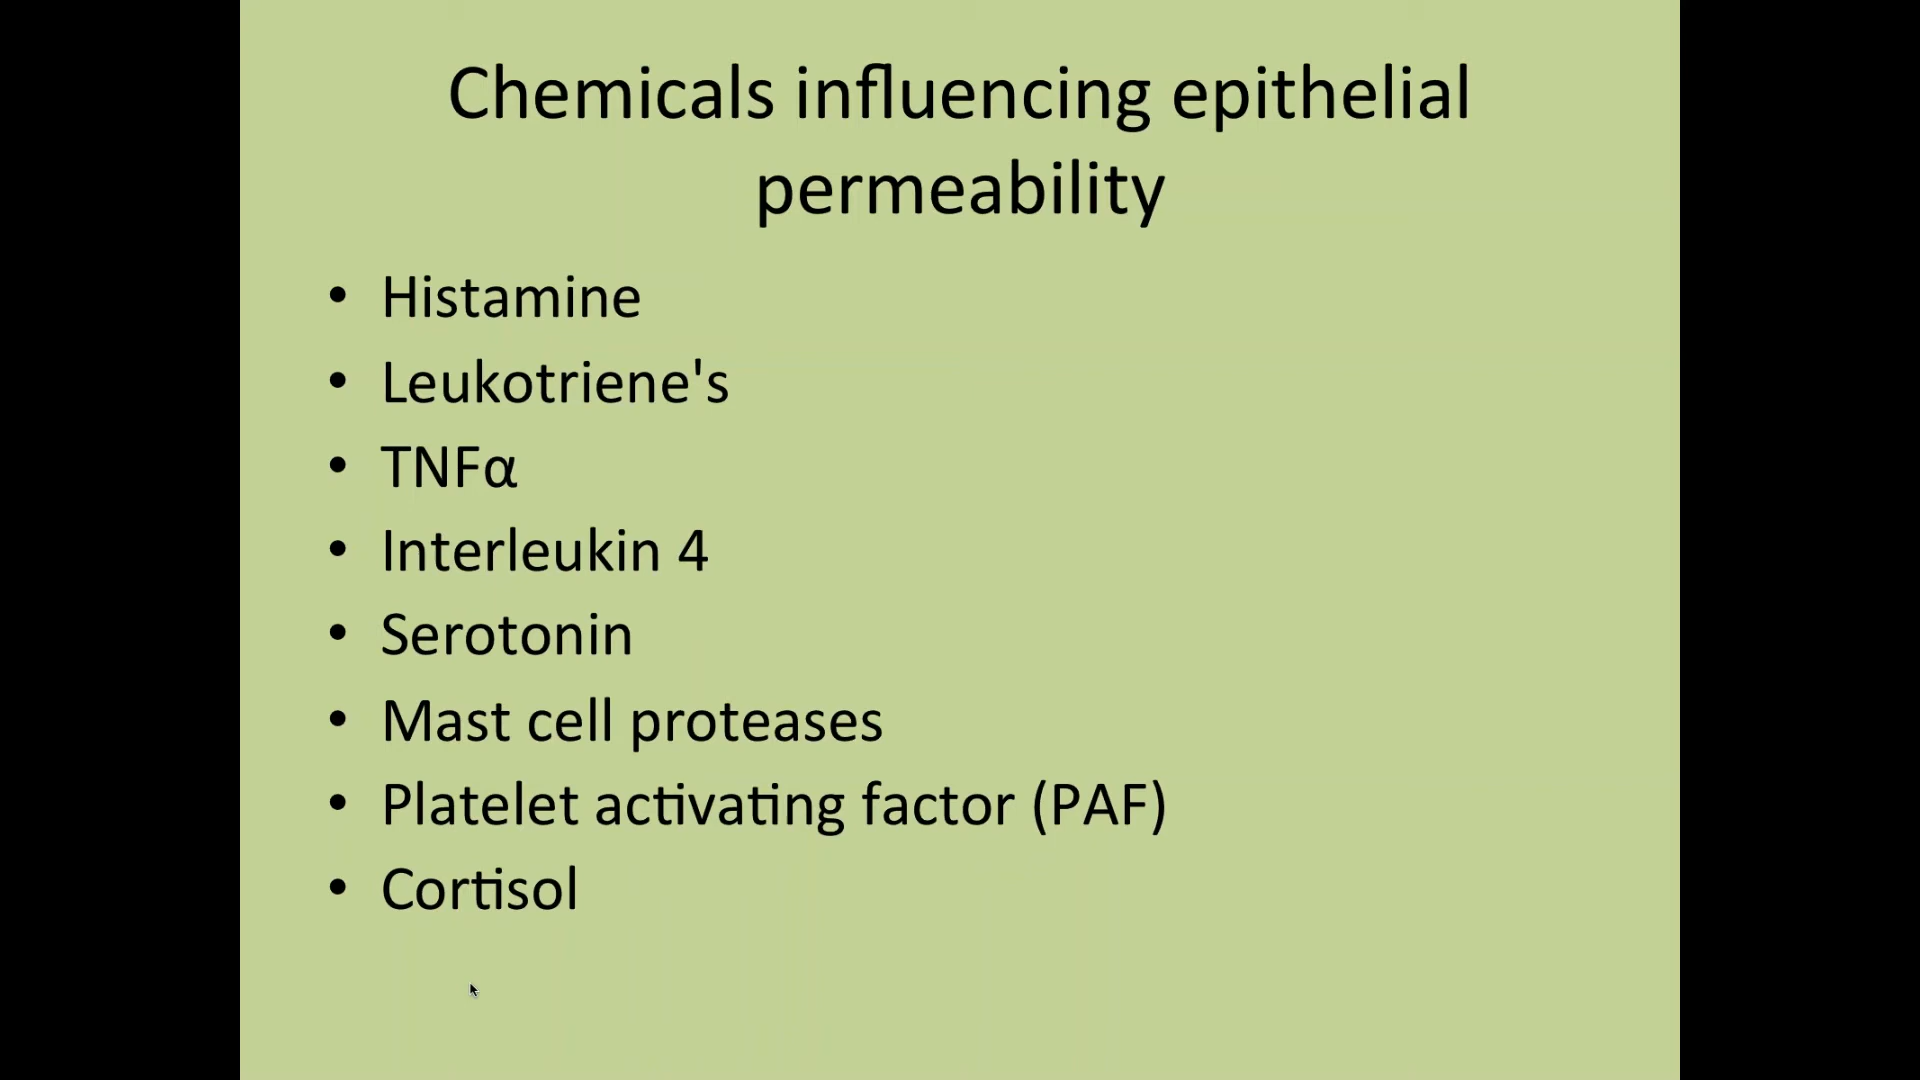 Chemicals influencing epithelial
permeability
• Histamine
• Leukotriene's
• TNFα
• Interleukin 4
• Serotonin
• Mast cell proteases
• Platelet activating factor (PAF)
• Cortisol